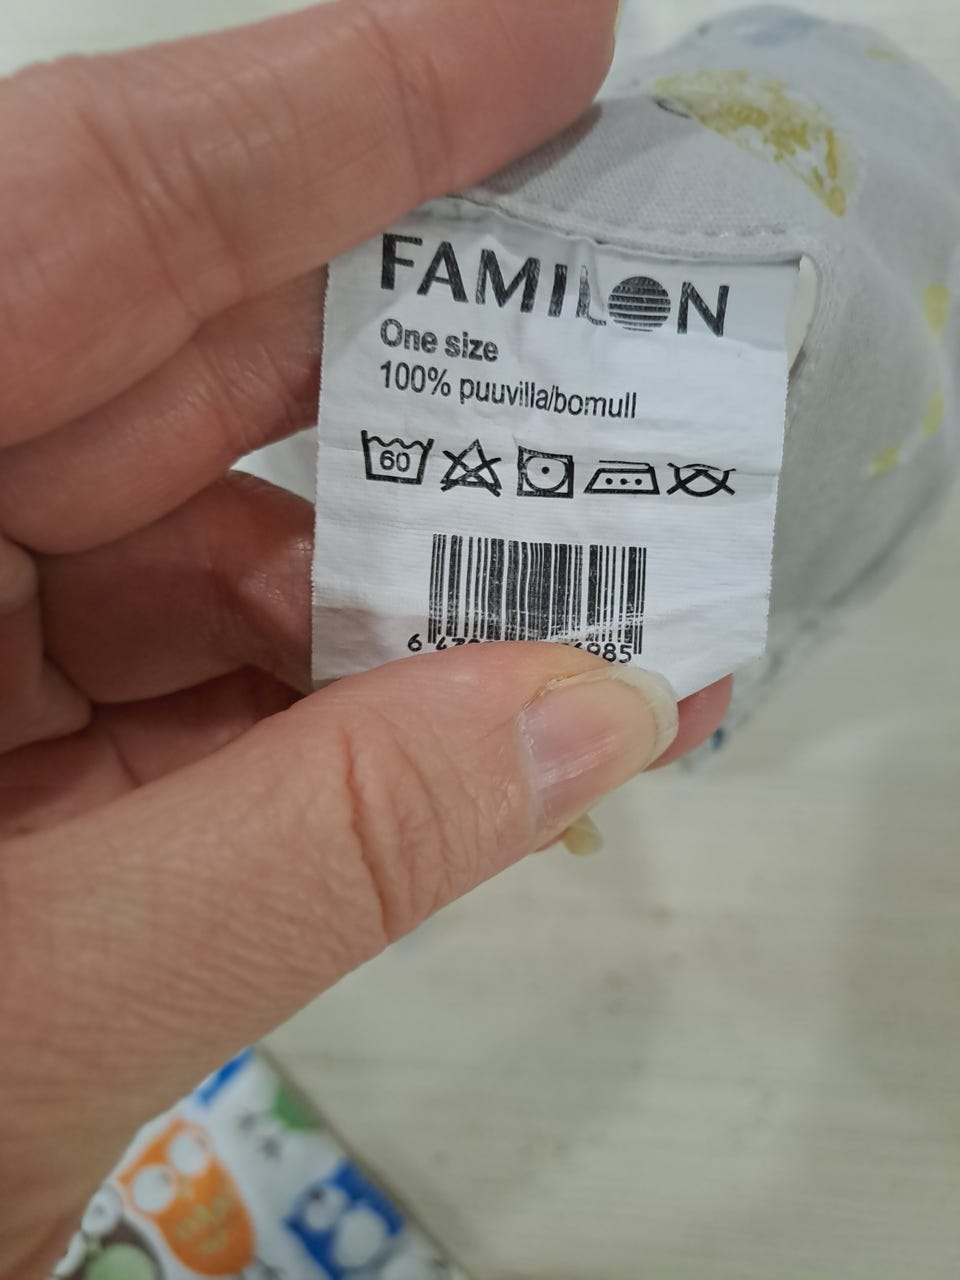 FAMILON
One size
100% puuvilla/bomull
60